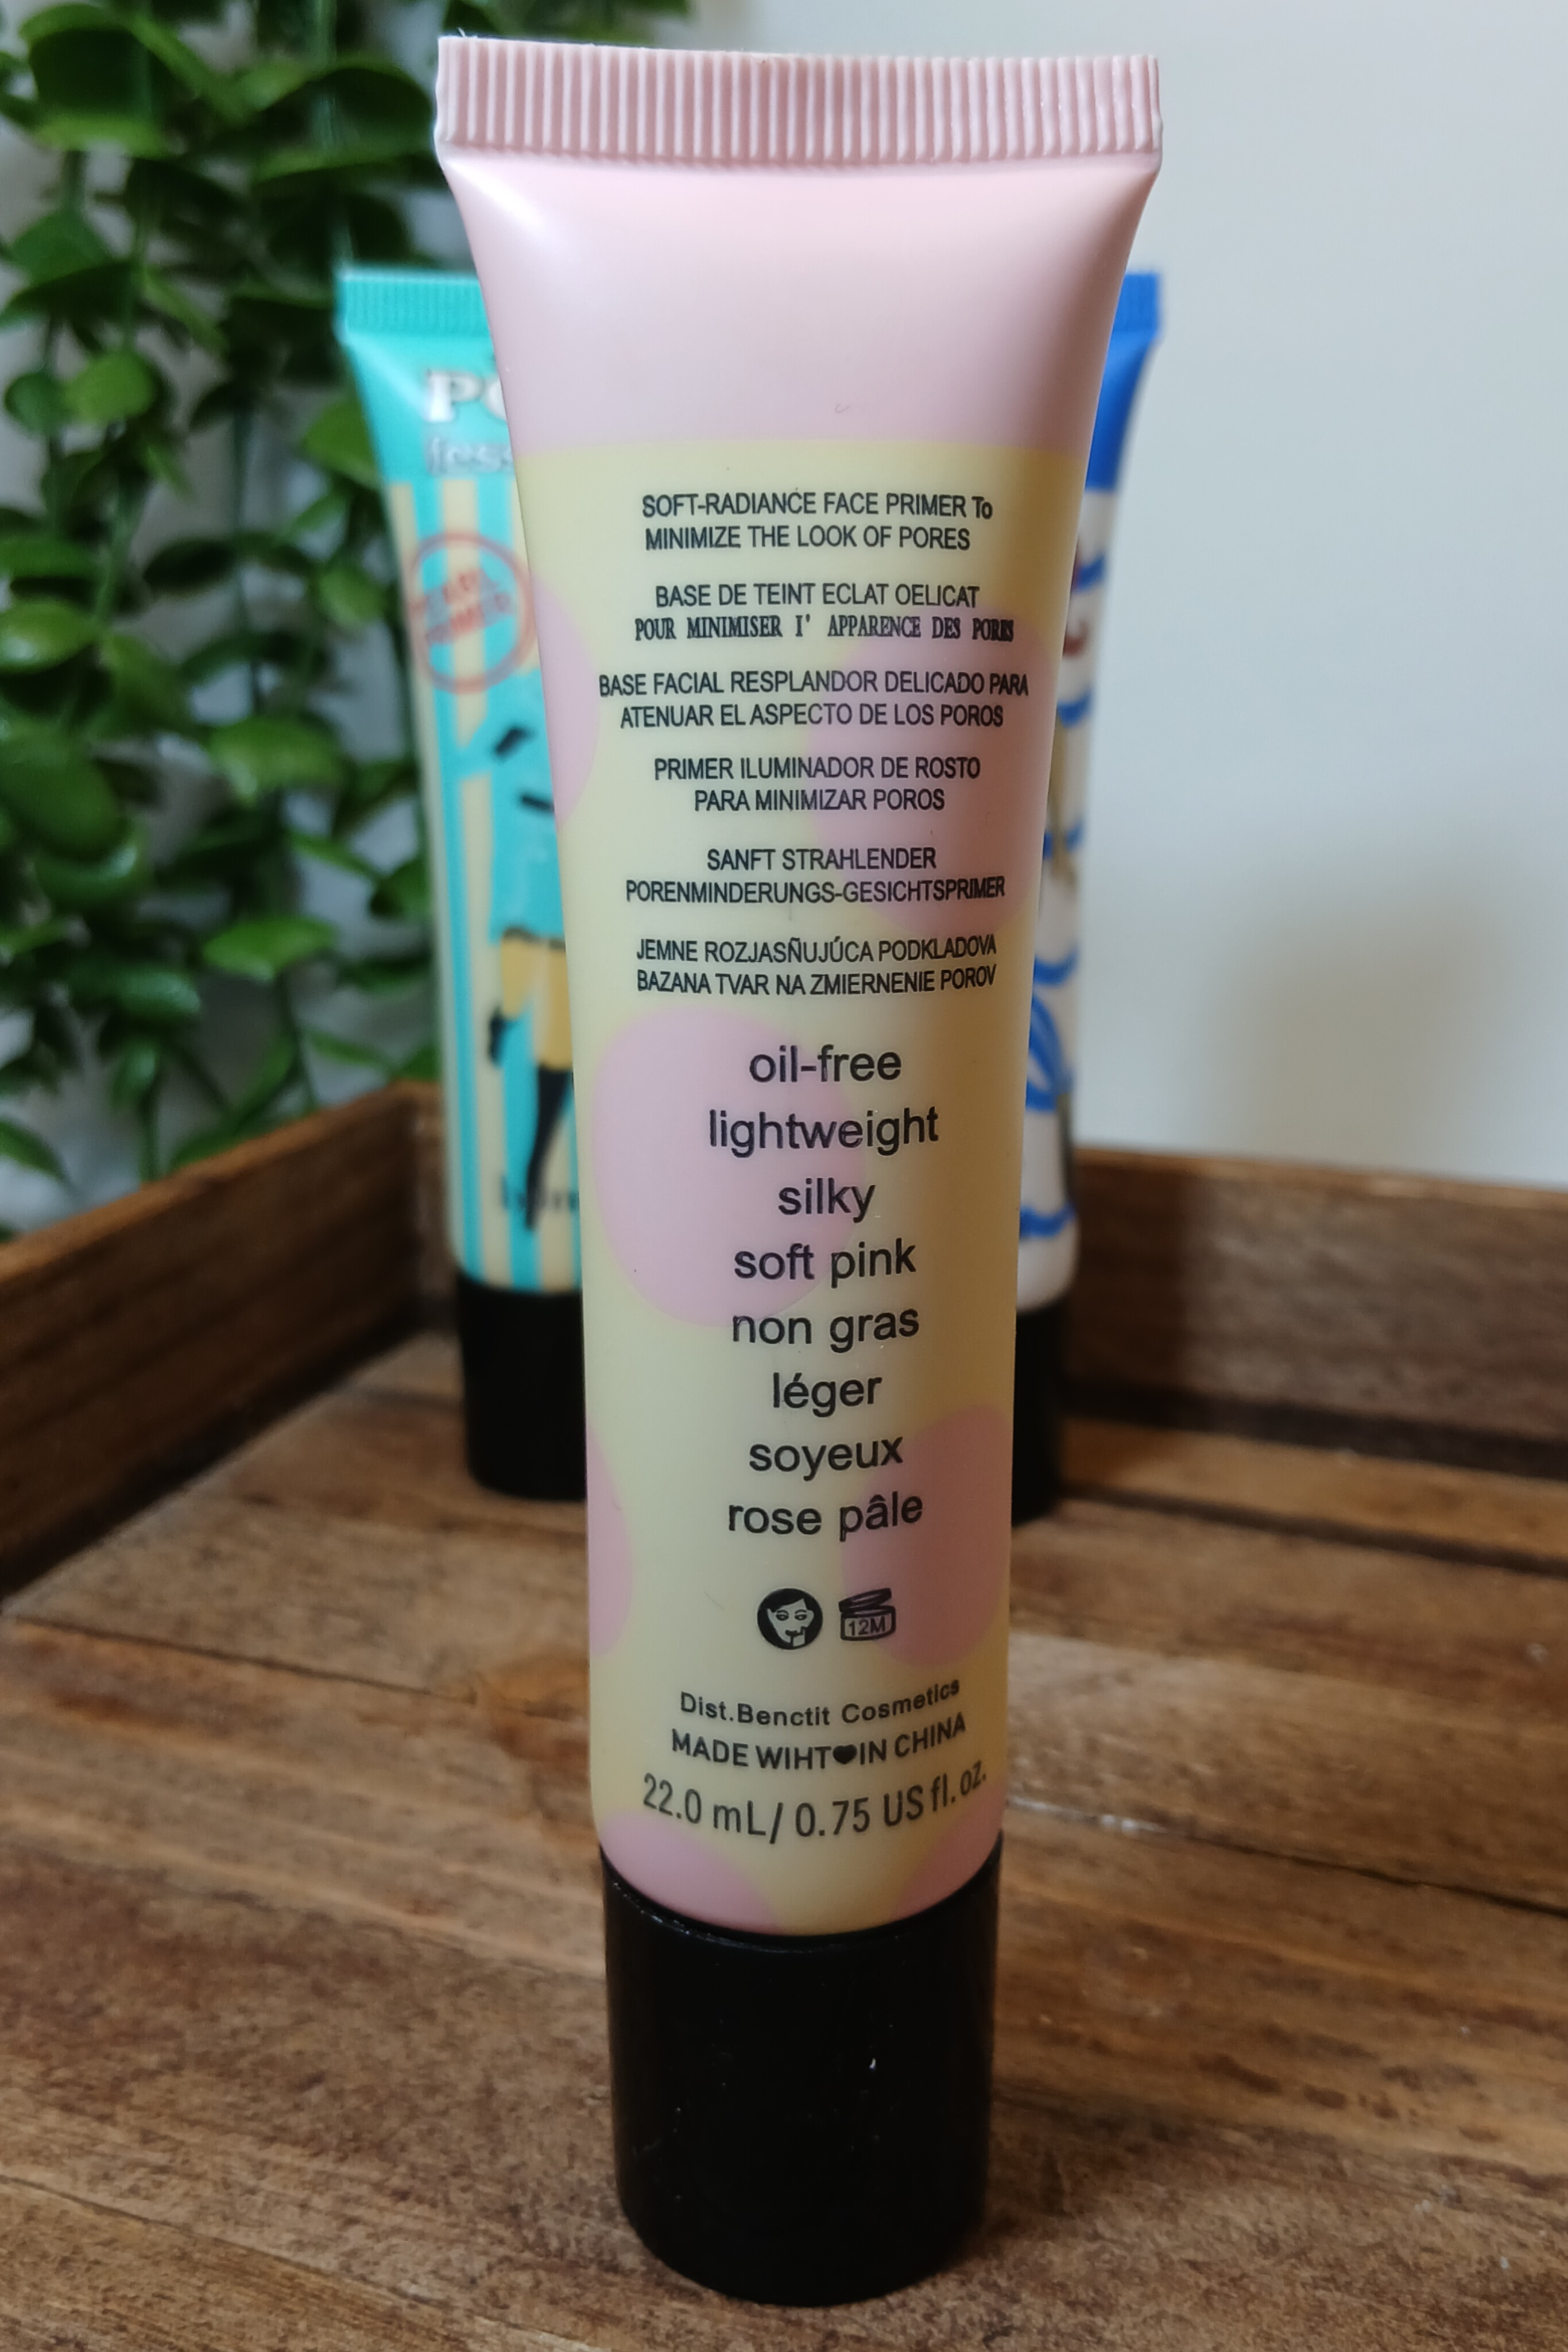 SOFT-RADIANCE FACE PRIMER To
MINIMIZE THE LOOK OF PORES
BASE DE TEINT ECLAT OELICAT
POUR MINIMISER I' APPARENCE DES PORES
BASE FACIAL RESPLANDOR DELICADO PARA
ATENUAR EL ASPECTO DE LOS POROS
PRIMER ILUMINADOR DE ROSTO
PARA MINIMIZAR POROS
SANFT STRAHLENDER
PORENMINDERUNGS-GESICHTSPRIMER
JEMNE ROZJASÑUJÚCA PODKLADOVA
BAZANA TVAR NA ZMIERNENIE POROV
oil-free
lightweight
silky
soft pink
non gras
léger
soyeux
rose pâle
12M
Dist.Benctit Cosmetics
MADE WIHT♥IN CHINA
22.0 mL/ 0.75 US fl. oz.